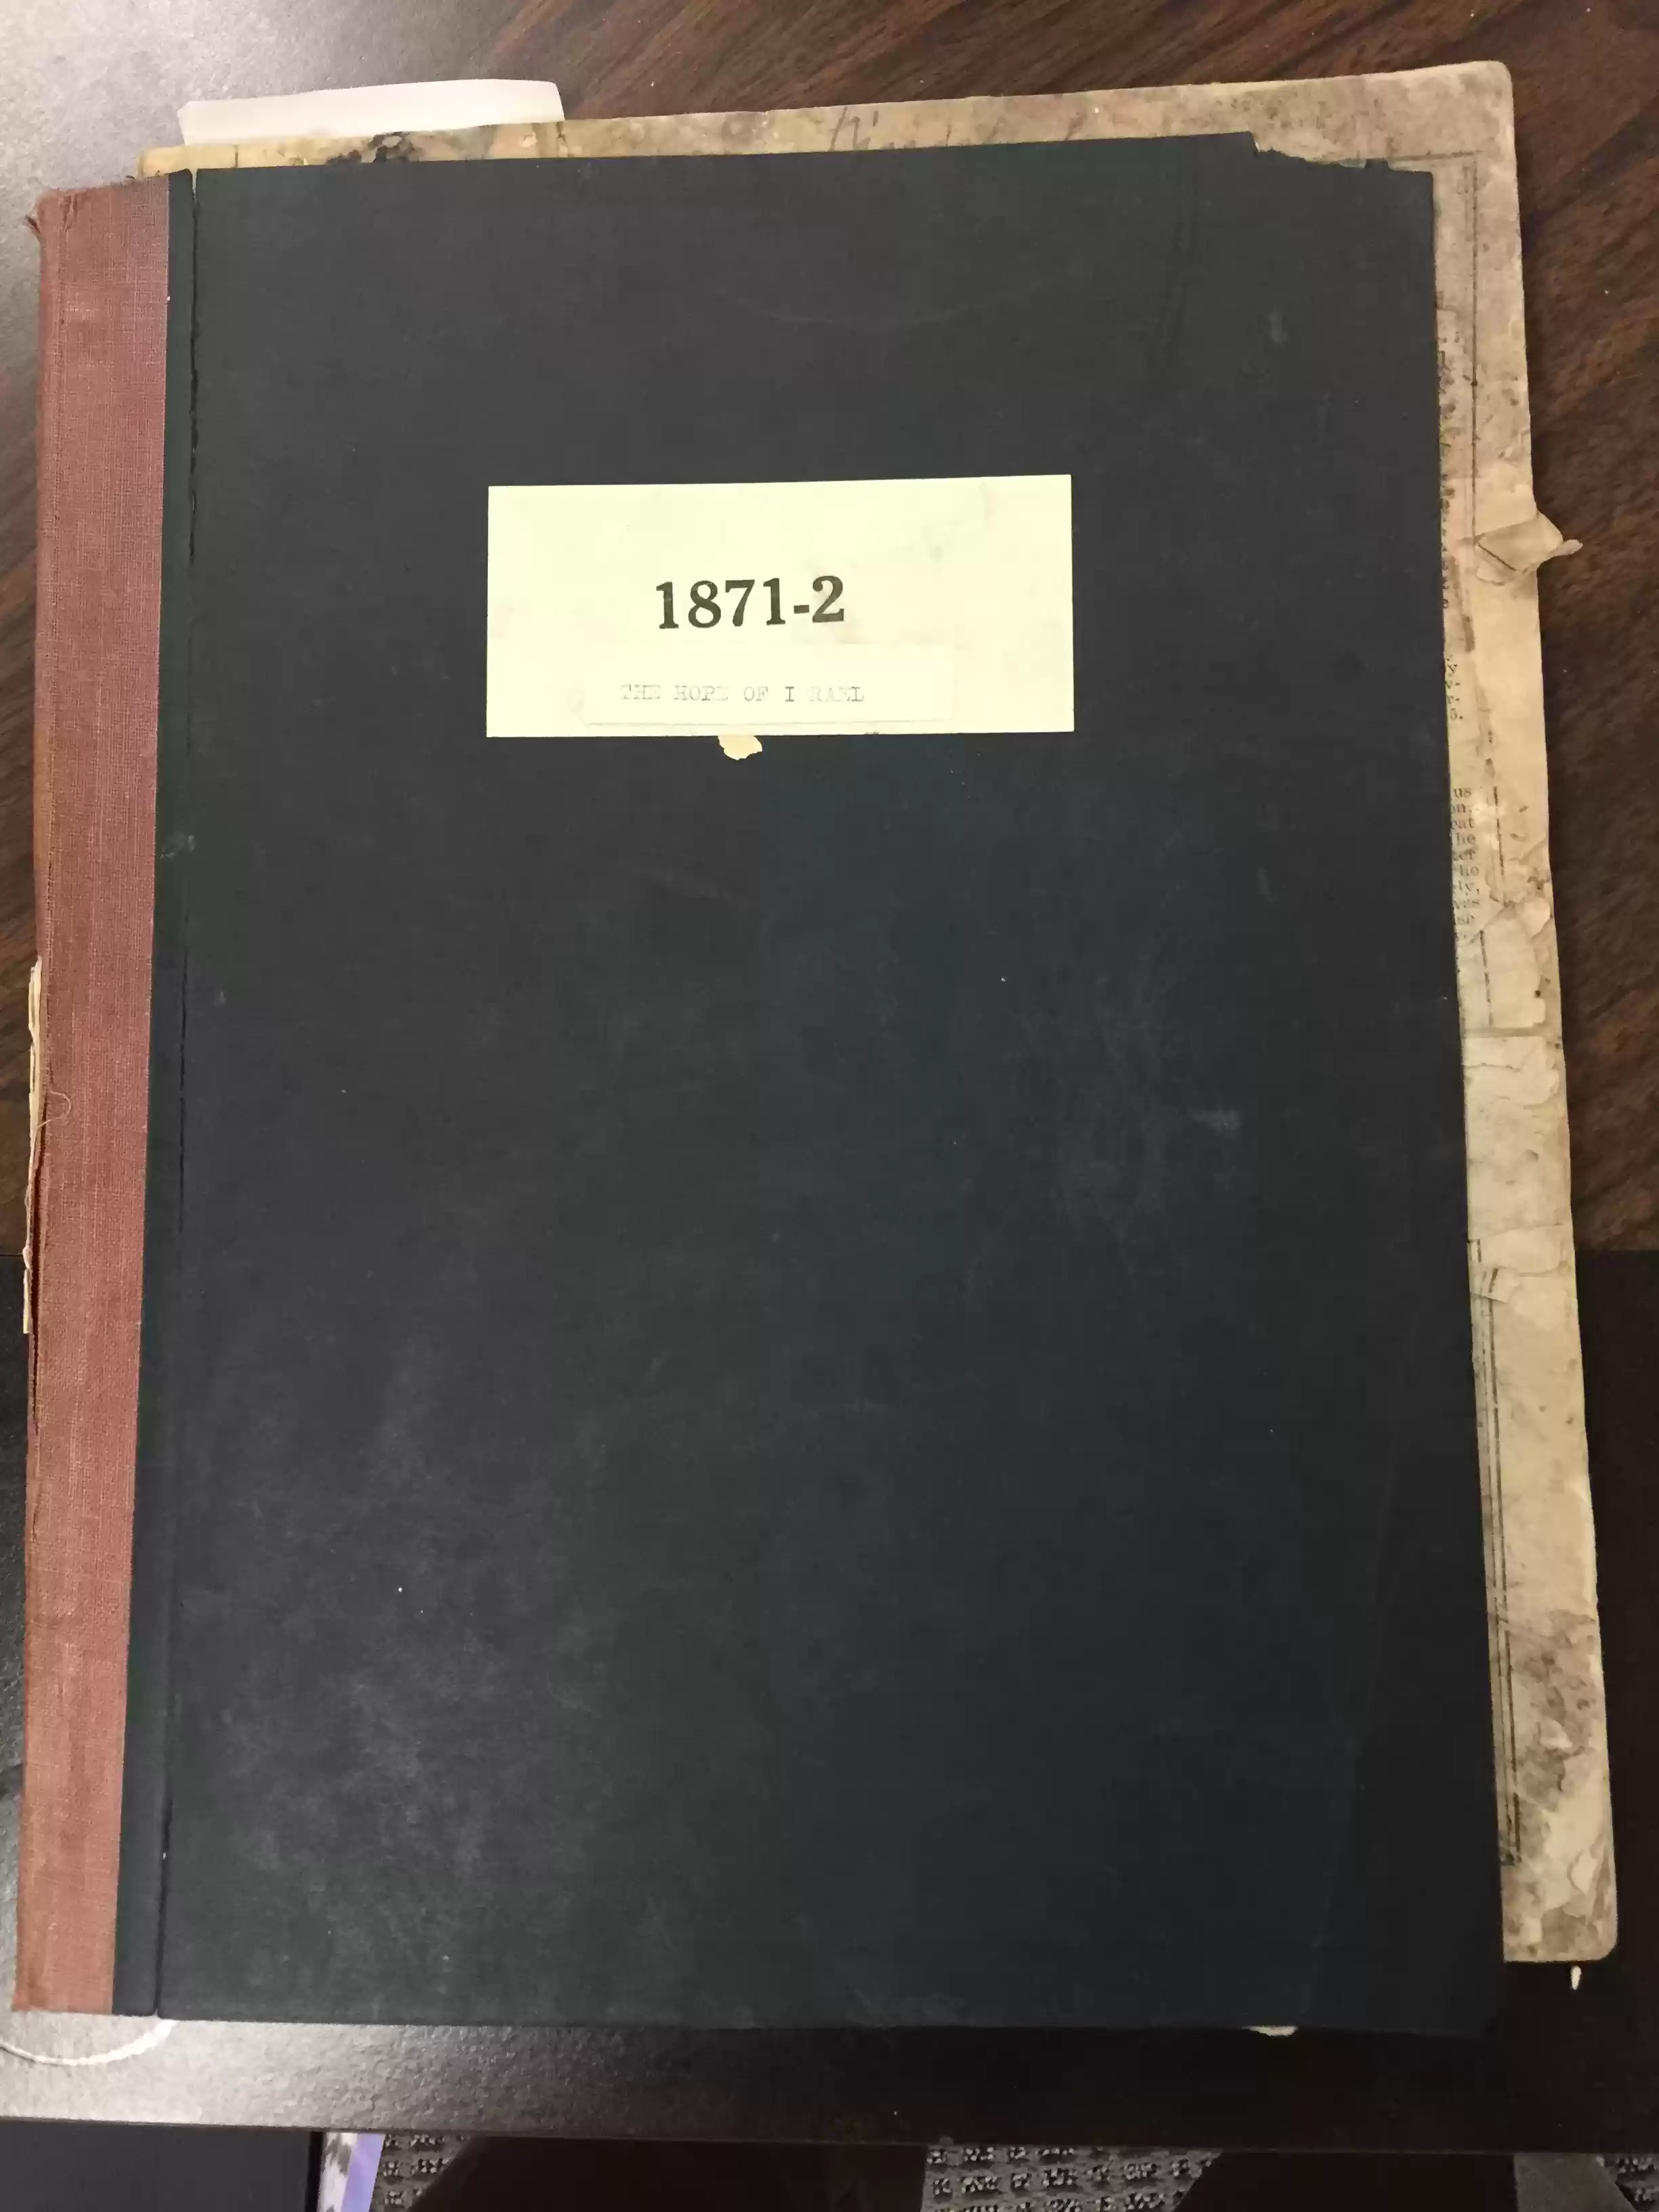 1871-2
THE HOPE OF I RAEL